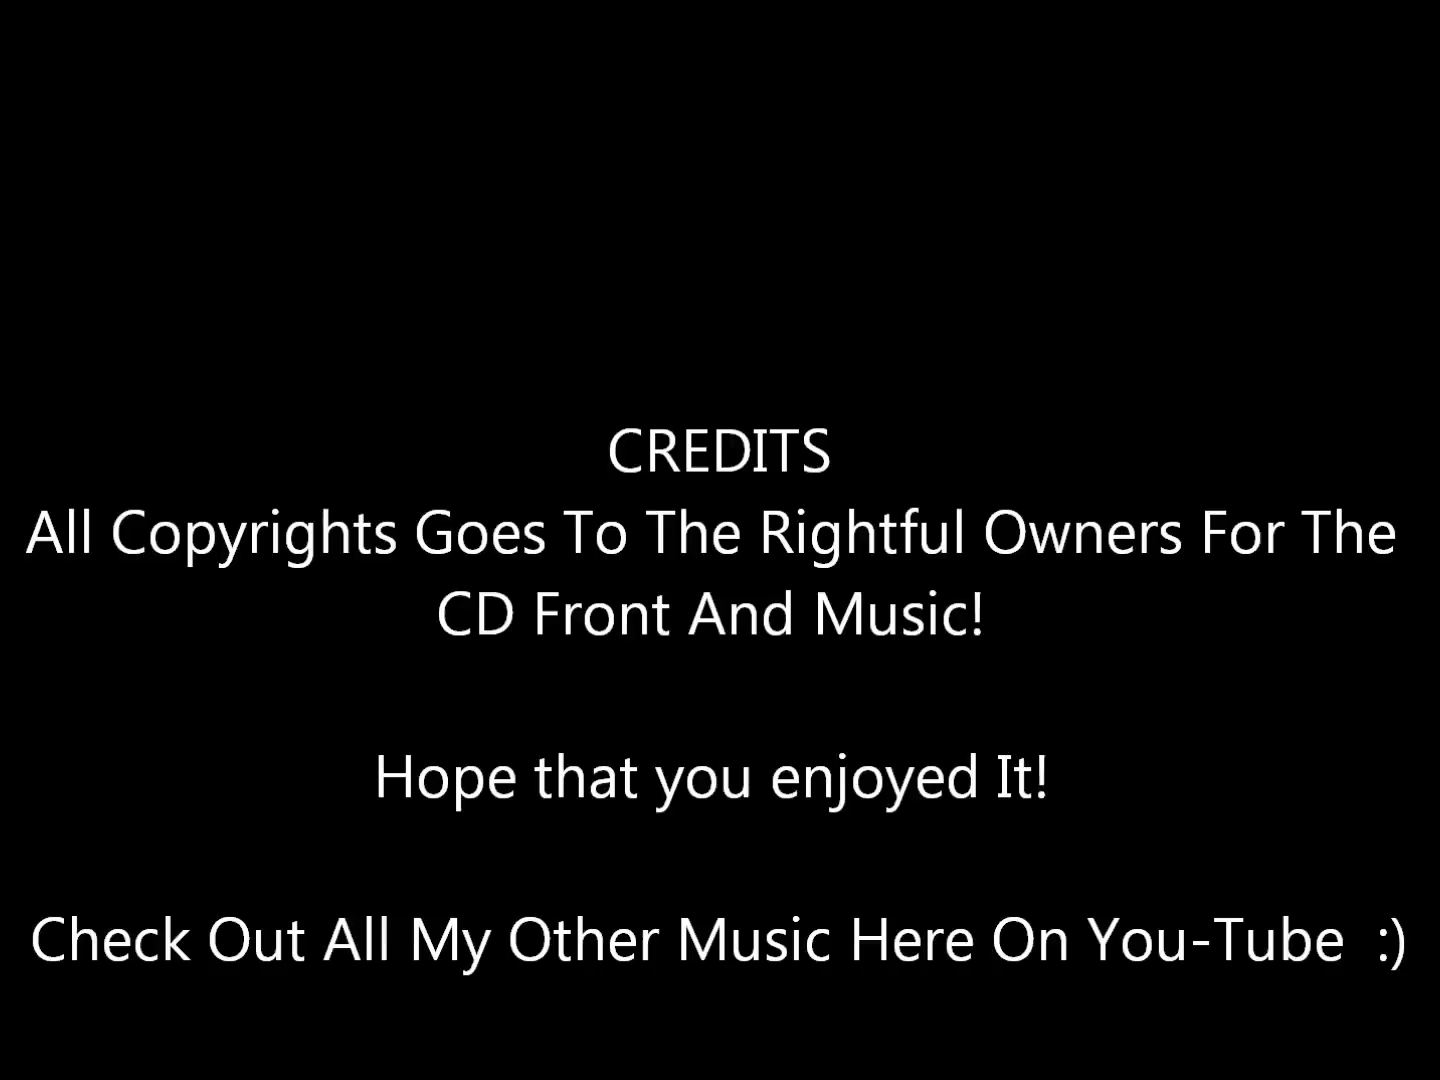 CREDITS
All Copyrights Goes To The Rightful Owners For The
CD Front And Music!
Hope that you enjoyed It!
Check Out All My Other Music Here On You-Tube  :)